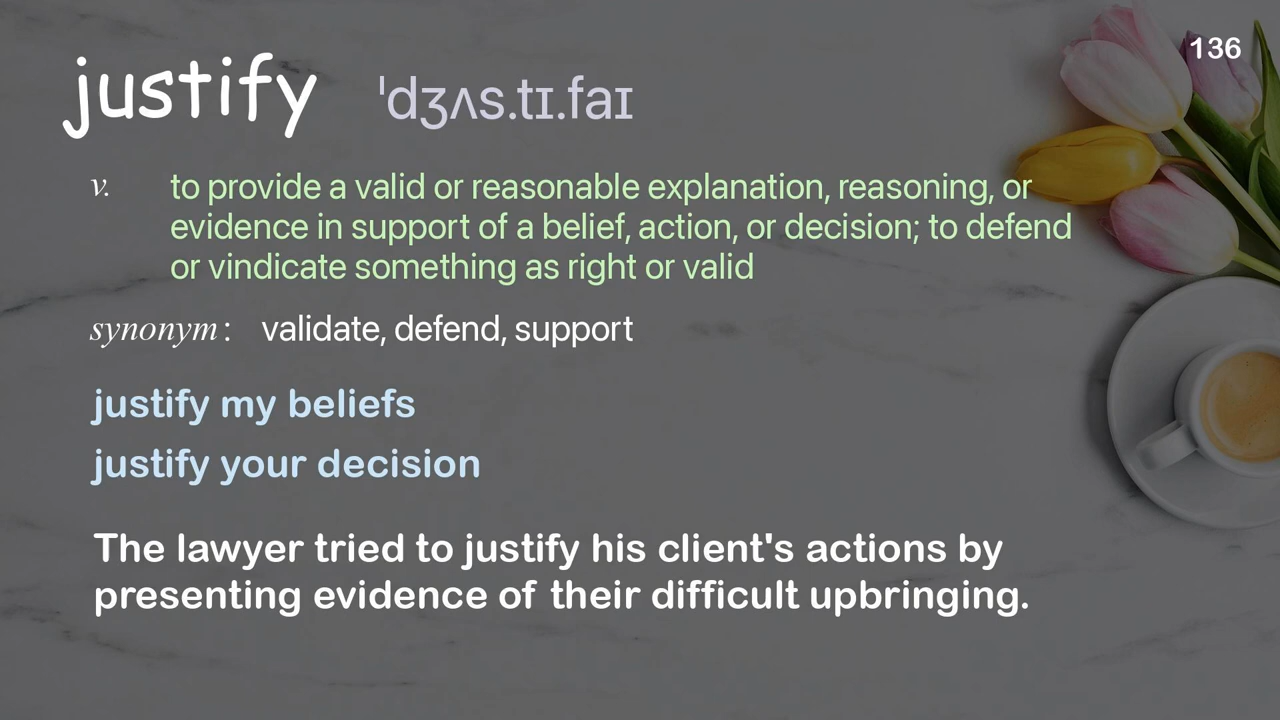 136
justify ˈdʒʌs.tɪ.faɪ
v. to provide a valid or reasonable explanation, reasoning, or
evidence in support of a belief, action, or decision; to defend
or vindicate something as right or valid
synonym: validate, defend, support
justify my beliefs
justify your decision
The lawyer tried to justify his client's actions by
presenting evidence of their difficult upbringing.